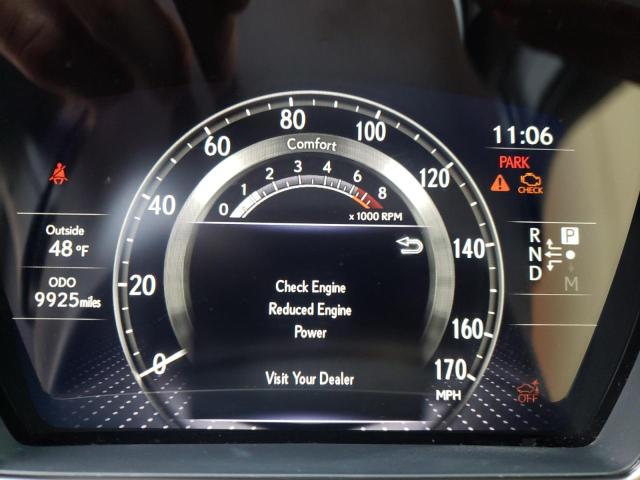 80
Comfort
60
100
11:06
PARK
CHECK
0 1 2 3 4 5 6 7 8
x 1000 RPM
120
40
Outside
48 °F
R P
N
D M
140
ODO
9925 miles
20
Check Engine
Reduced Engine
Power
160
0
Visit Your Dealer
170
MPH
OFF